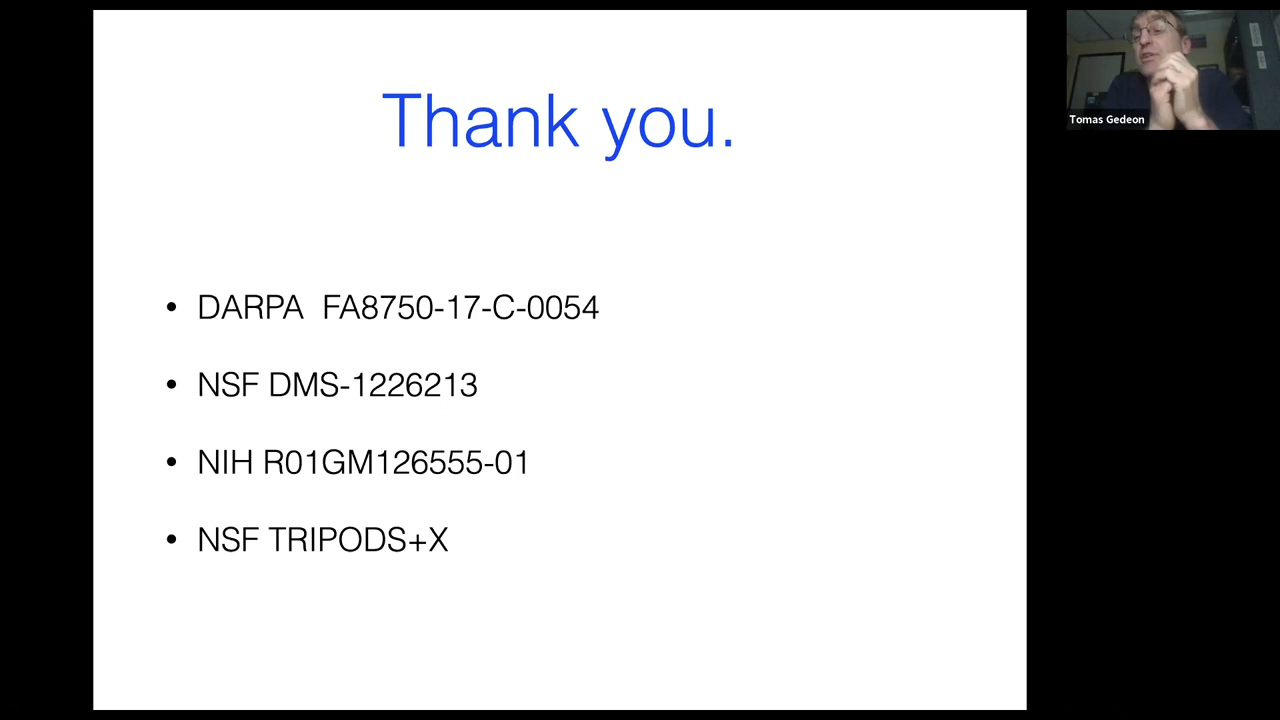 Thank you.
• DARPA  FA8750-17-C-0054
• NSF DMS-1226213
• NIH R01GM126555-01
• NSF TRIPODS+X
Tomas Gedeon